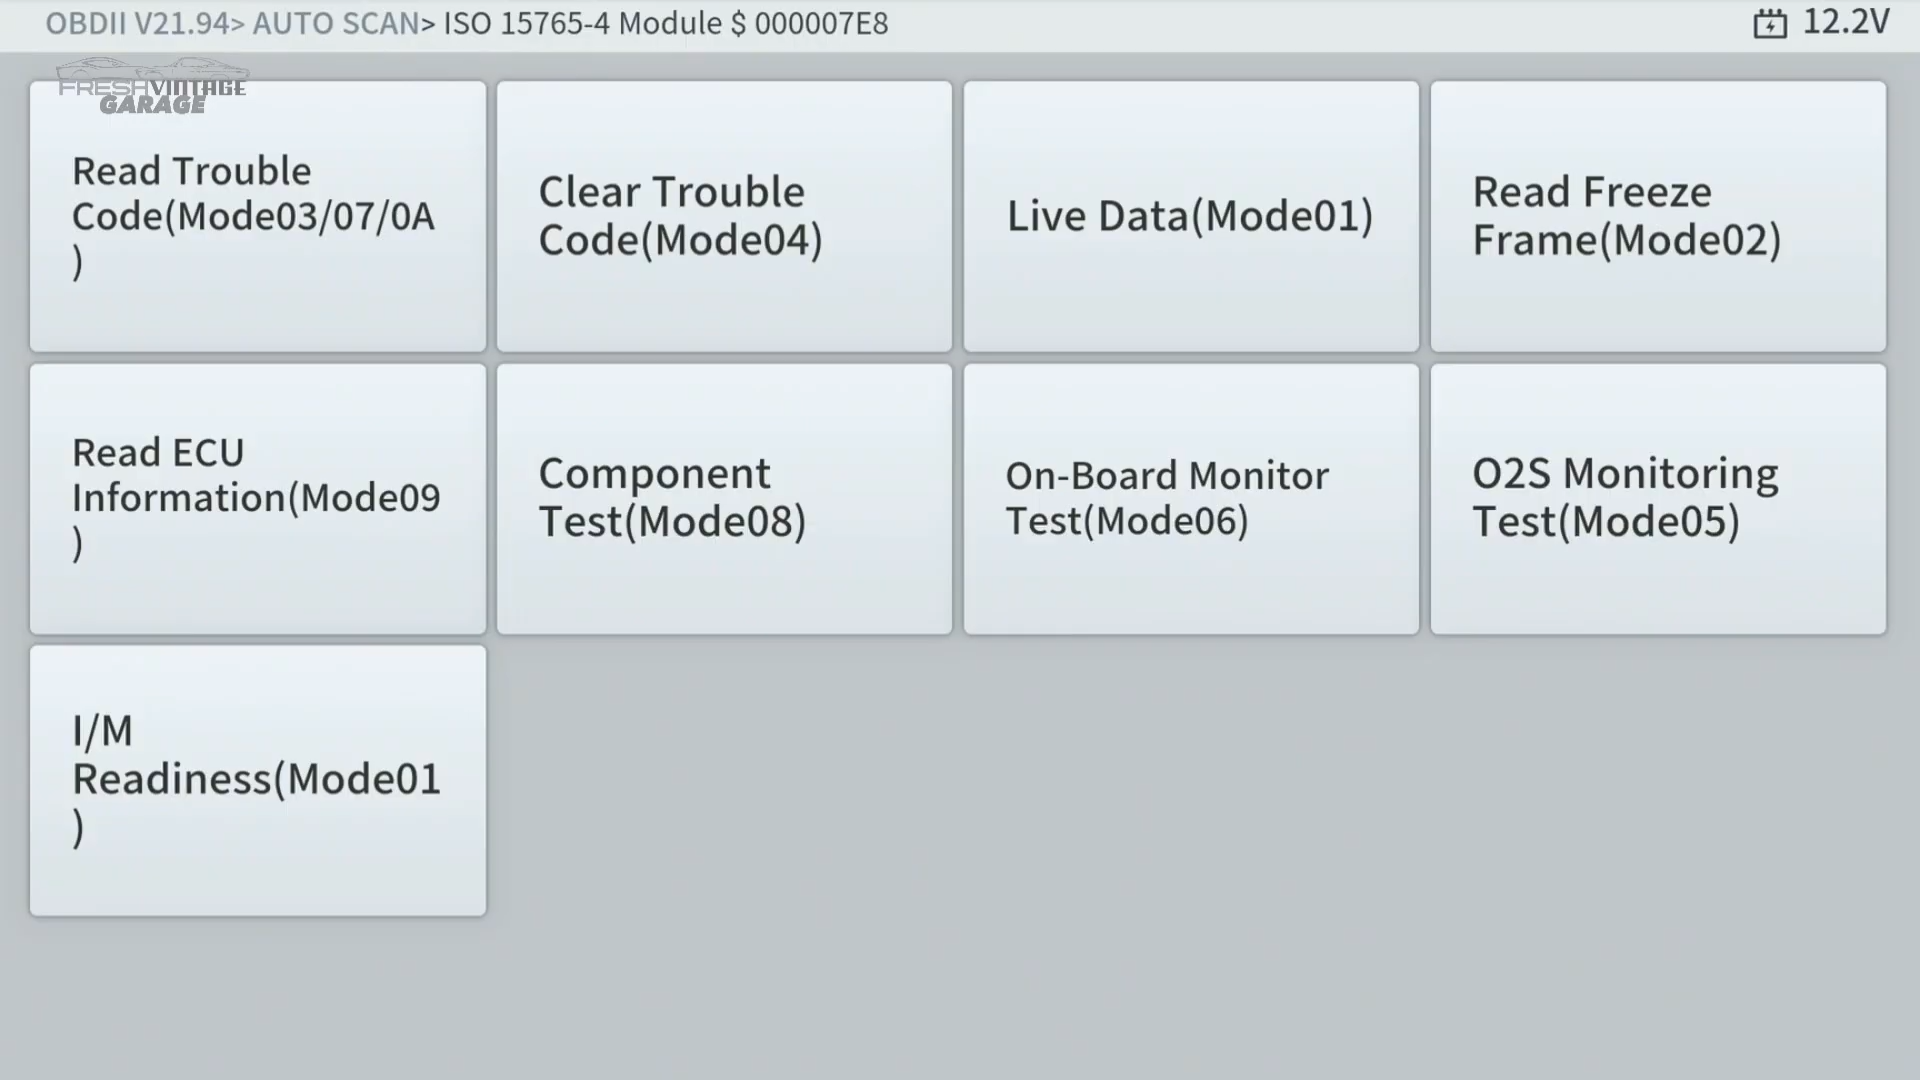 OBDII V21.94> AUTO SCAN> ISO 15765-4 Module $ 000007E8
12.2V
FRESHVINTAGE
GARAGE
Read Trouble
Code(Mode03/07/0A
)
Clear Trouble
Code(Mode04)
Live Data(Mode01)
Read Freeze
Frame(Mode02)
Read ECU
Information(Mode09
)
Component
Test(Mode08)
On-Board Monitor
Test(Mode06)
O2S Monitoring
Test(Mode05)
I/M
Readiness(Mode01
)